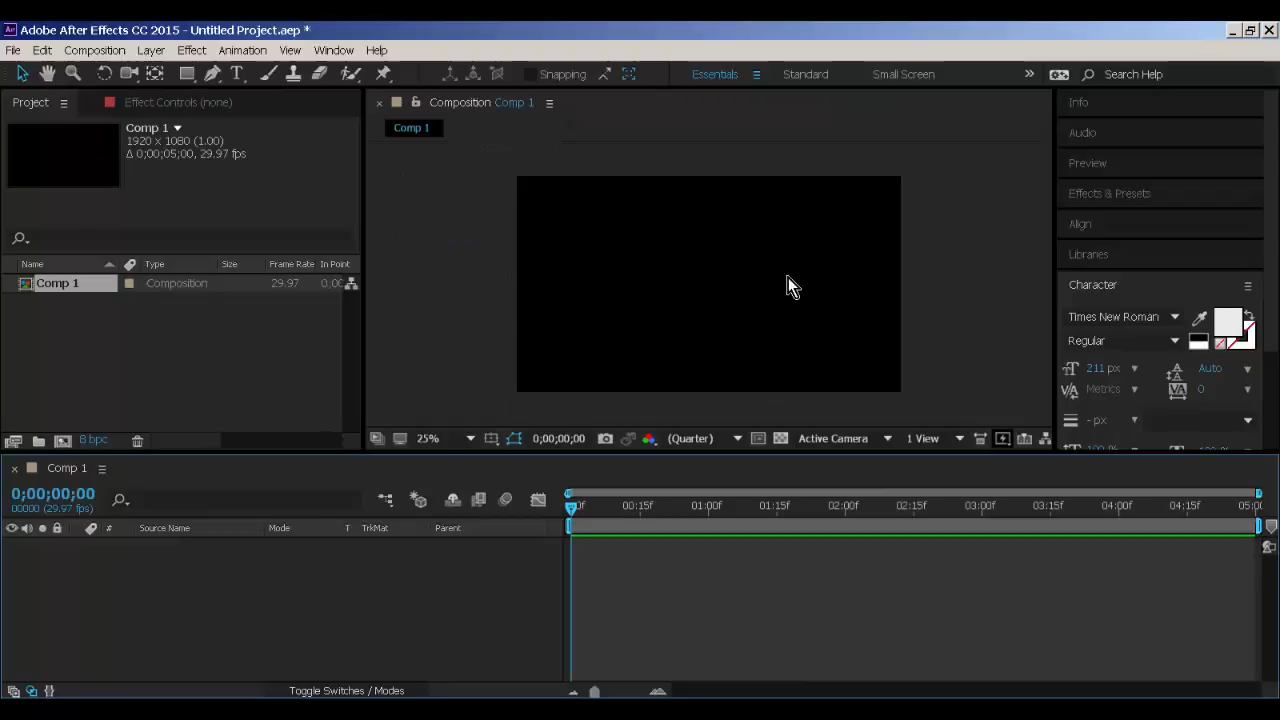 Adobe After Effects CC 2015 - Untitled Project.aep *
File Edit Composition Layer Effect Animation View Window Help
Snapping Essentials Standard Small Screen Search Help
Project Effect Controls (none) Composition Comp 1 Info
Comp 1
1920 x 1080 (1.00)
Δ 0;00;05;00, 29.97 fps
Comp 1
Audio
Preview
Effects & Presets
Align
Libraries
Name Type Size Frame Rate In Point
Comp 1 Composition 29.97 0;00
Character
Times New Roman
Regular
211 px Auto
Metrics 0
- px
8 bpc 25% 0;00;00;00 (Quarter) Active Camera 1 View
Comp 1
0;00;00;00
00000 (29.97 fps)
00:15f 01:00f 01:15f 02:00f 02:15f 03:00f 03:15f 04:00f 04:15f 05:00
# Source Name Mode T TrkMat Parent
Toggle Switches / Modes